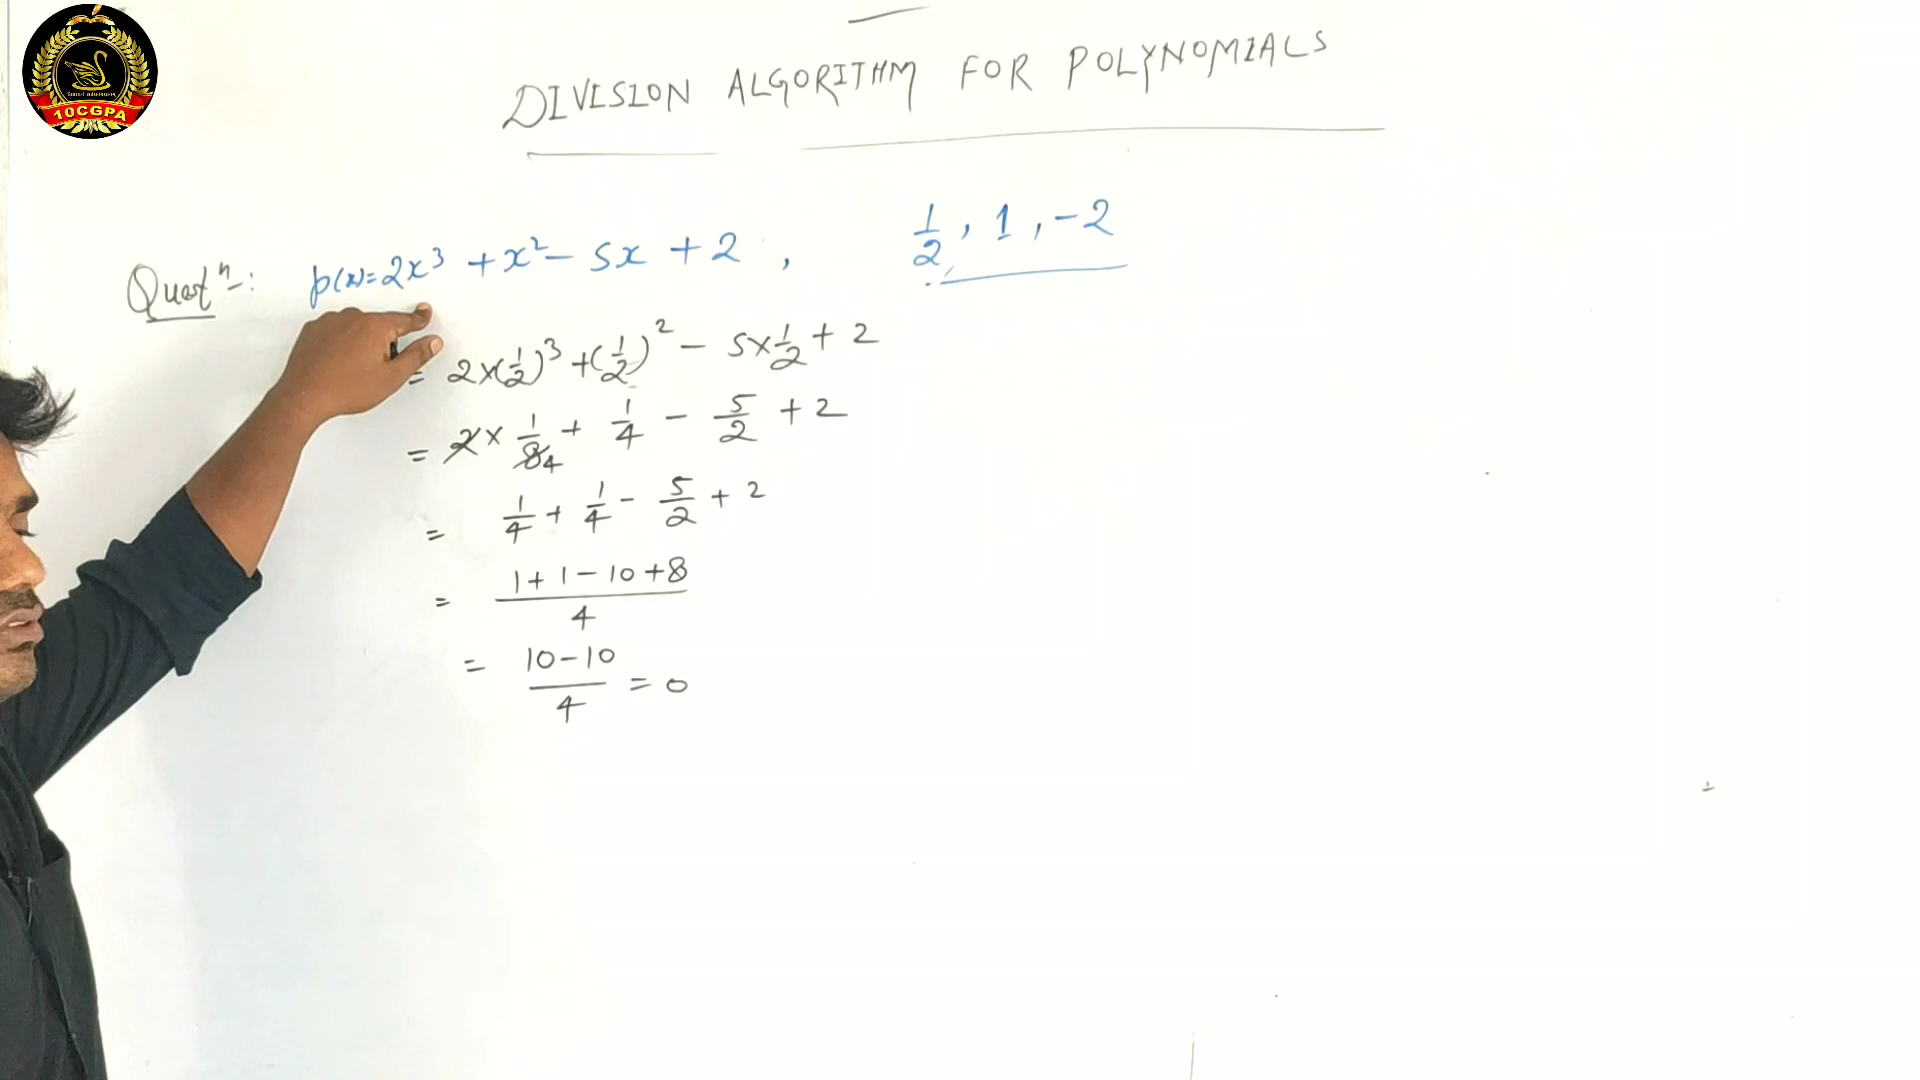 10CGPA
DIVISION ALGORITHM FOR POLYNOMIALS
Questⁿ: p(x)=2x³ + x² - 5x + 2 , 1/2 , 1 , -2
= 2×(1/2)³ + (1/2)² - 5×1/2 + 2
= 2× 1/8 4 + 1/4 - 5/2 + 2
= 1/4 + 1/4 - 5/2 + 2
= (1+1-10+8)/4
= (10-10)/4 = 0